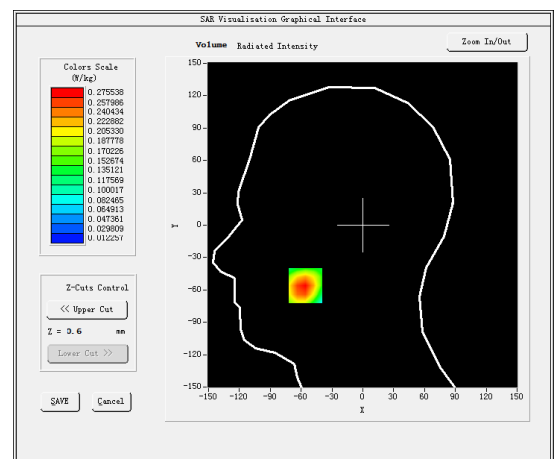 SAR Visualisation Graphical Interface
Volume Radiated Intensity
Zoom In/Out
Colors Scale
(W/kg)
0.275538
0.257986
0.240434
0.222882
0.205330
0.187778
0.170226
0.152674
0.135121
0.117569
0.100017
0.082465
0.064913
0.047361
0.029809
0.012257
Z-Cuts Control
<< Upper Cut
Z = 0.6 mm
Lower Cut >>
SAVE Cancel
150
120
90
60
30
0
-30
-60
-90
-120
-150
Y
-150 -120 -90 -60 -30 0 30 60 90 120 150
X